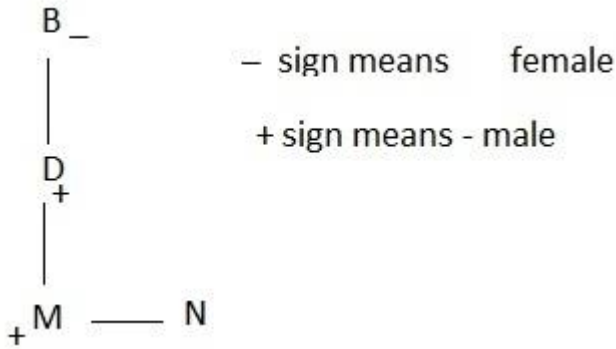 B –
– sign means female
+ sign means - male
D
+
+ M N